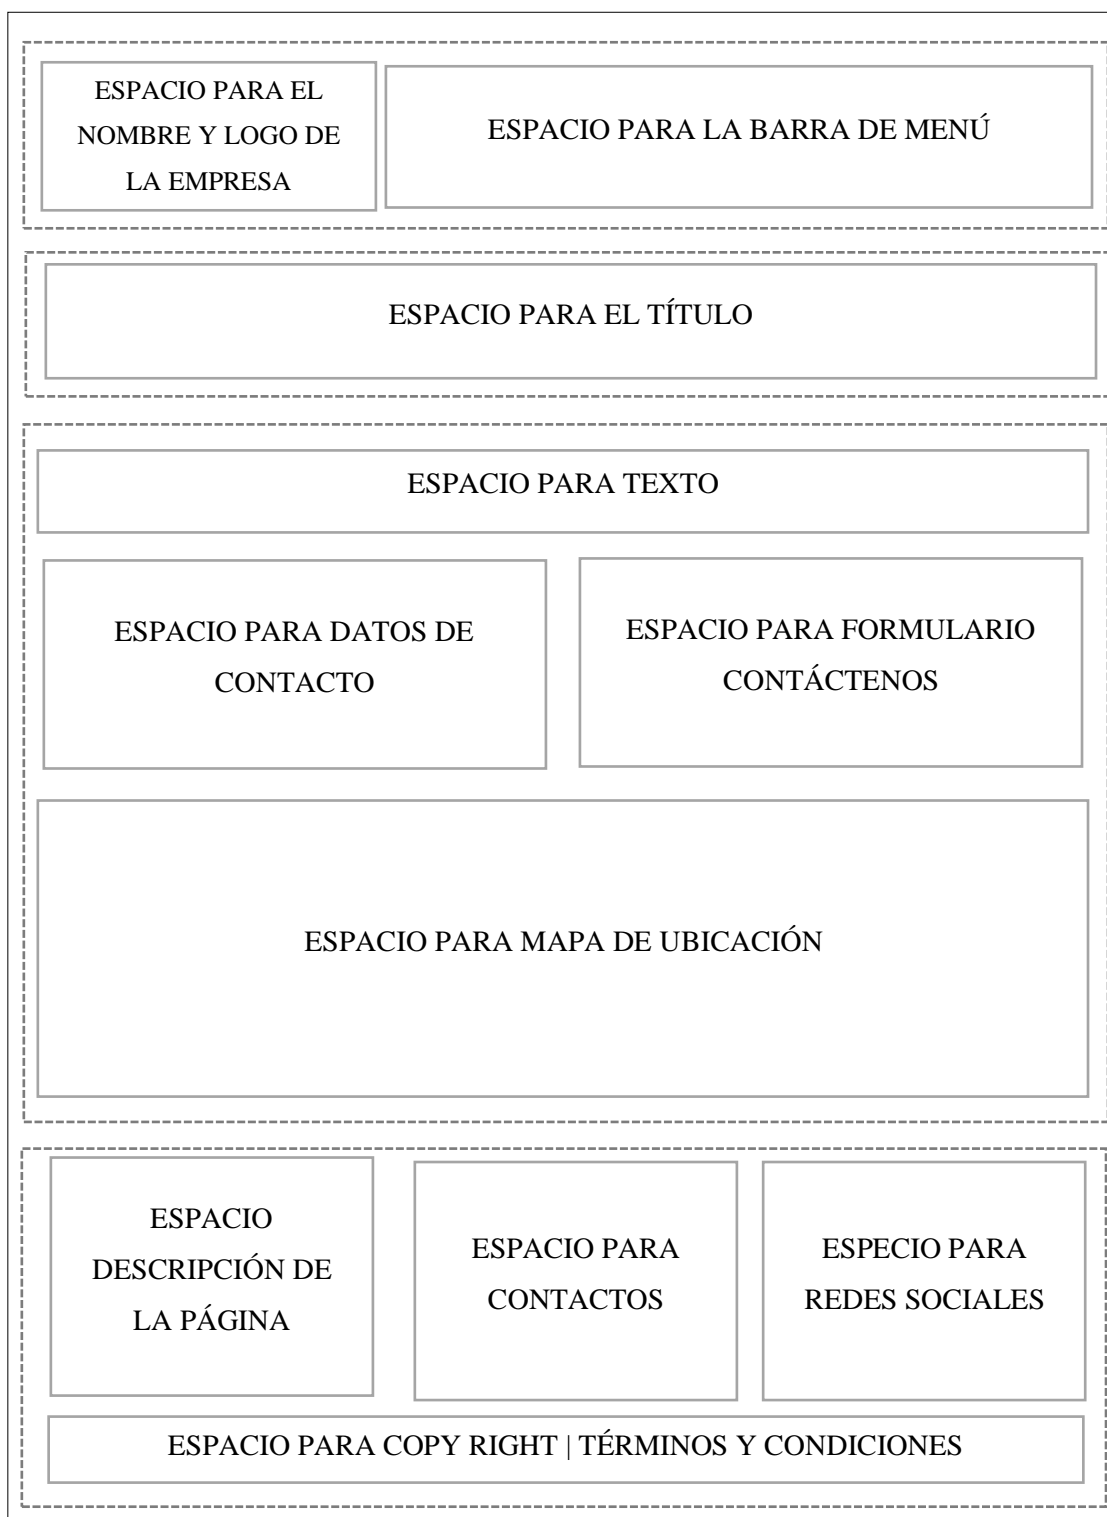 ESPACIO PARA EL
NOMBRE Y LOGO DE
LA EMPRESA
ESPACIO PARA LA BARRA DE MENÚ
ESPACIO PARA EL TÍTULO
ESPACIO PARA TEXTO
ESPACIO PARA DATOS DE
CONTACTO
ESPACIO PARA FORMULARIO
CONTÁCTENOS
ESPACIO PARA MAPA DE UBICACIÓN
ESPACIO
DESCRIPCIÓN DE
LA PÁGINA
ESPACIO PARA
CONTACTOS
ESPECIO PARA
REDES SOCIALES
ESPACIO PARA COPY RIGHT | TÉRMINOS Y CONDICIONES